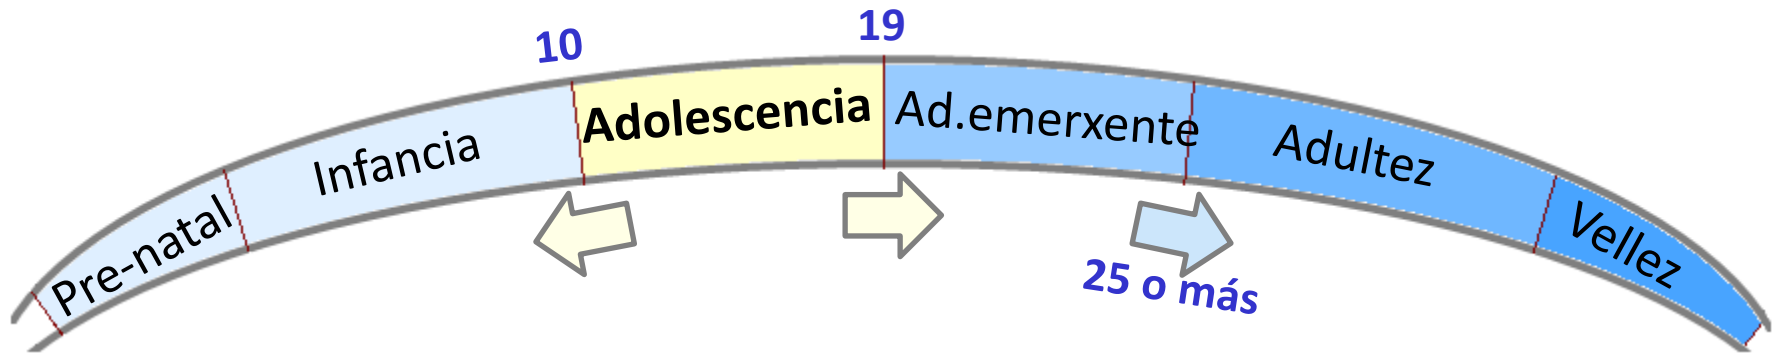 10
19
Pre-natal
Infancia
Adolescencia
Ad.emerxente
Adultez
Vellez
25 o más